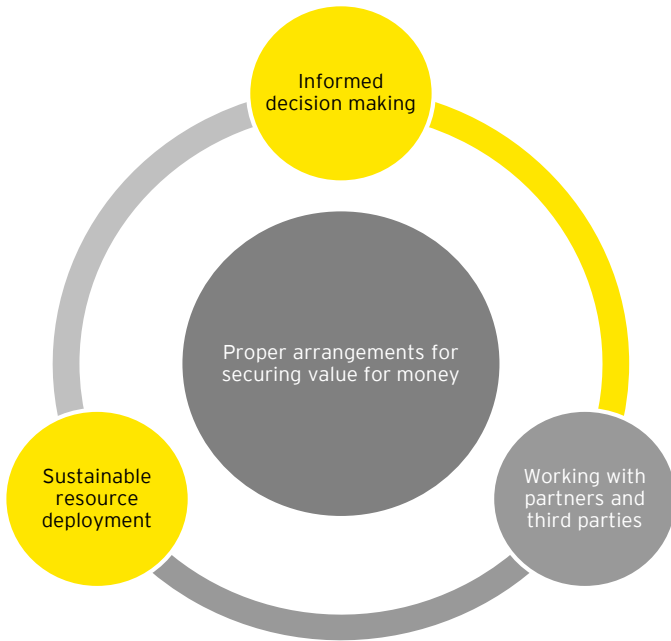 Informed
decision making
Proper arrangements for
securing value for money
Sustainable
resource
deployment
Working with
partners and
third parties